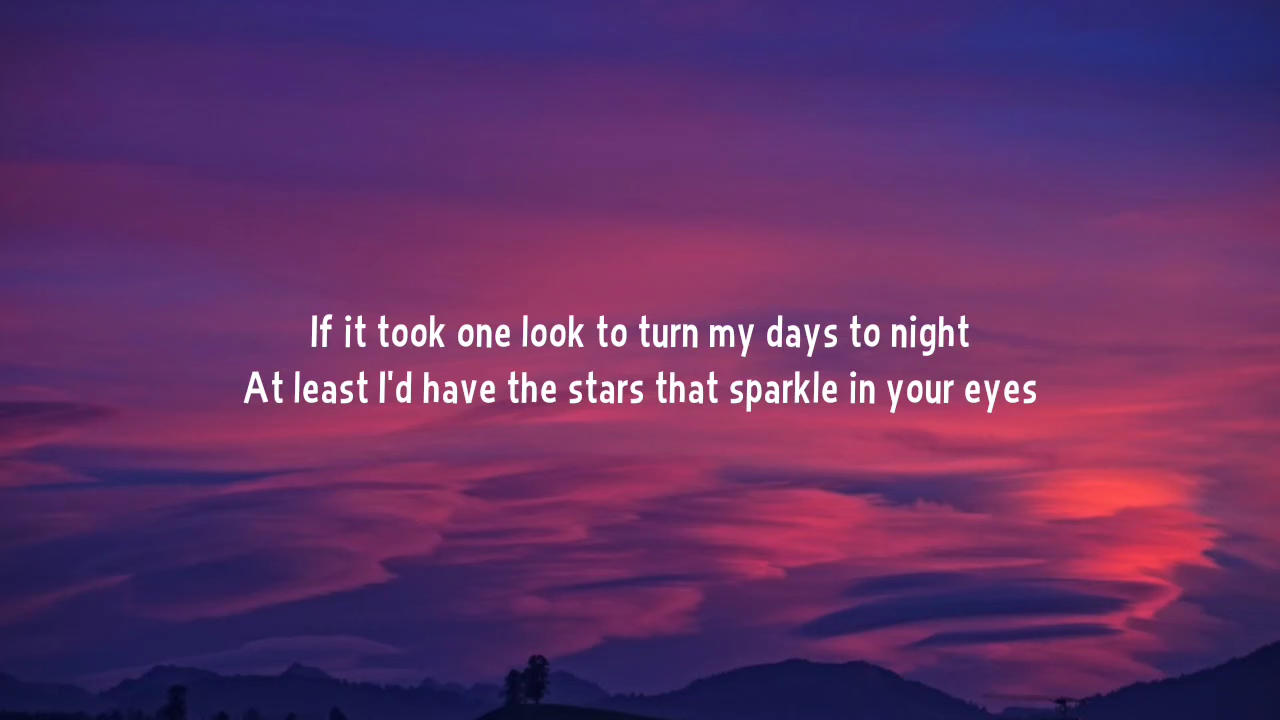 If it took one look to turn my days to night
At least I'd have the stars that sparkle in your eyes